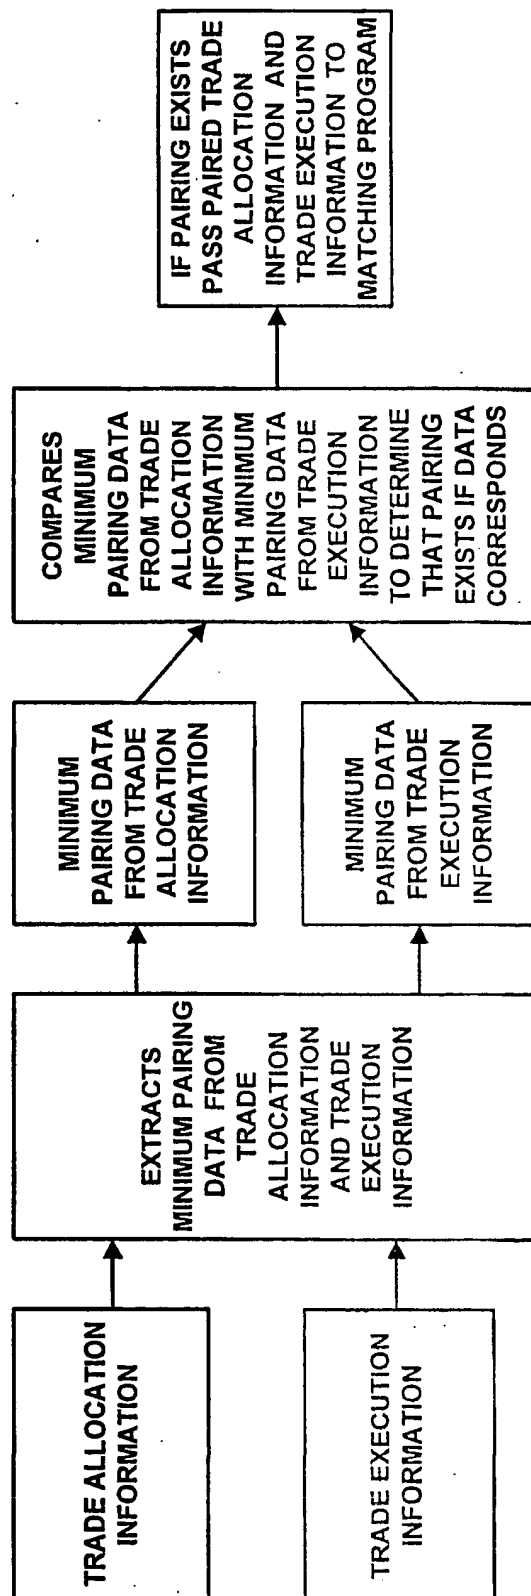 TRADE ALLOCATION
INFORMATION
TRADE EXECUTION
INFORMATION
EXTRACTS
MINIMUM PAIRING
DATA FROM
TRADE
ALLOCATION
INFORMATION
AND TRADE
EXECUTION
INFORMATION
MINIMUM
PAIRING DATA
FROM TRADE
ALLOCATION
INFORMATION
MINIMUM
PAIRING DATA
FROM TRADE
EXECUTION
INFORMATION
COMPARES
MINIMUM
PAIRING DATA
FROM TRADE
ALLOCATION
INFORMATION
WITH MINIMUM
PAIRING DATA
FROM TRADE
EXECUTION
INFORMATION
TO DETERMINE
THAT PAIRING
EXISTS IF DATA
CORRESPONDS
IF PAIRING EXISTS
PASS PAIRED TRADE
ALLOCATION
INFORMATION AND
TRADE EXECUTION
INFORMATION TO
MATCHING PROGRAM